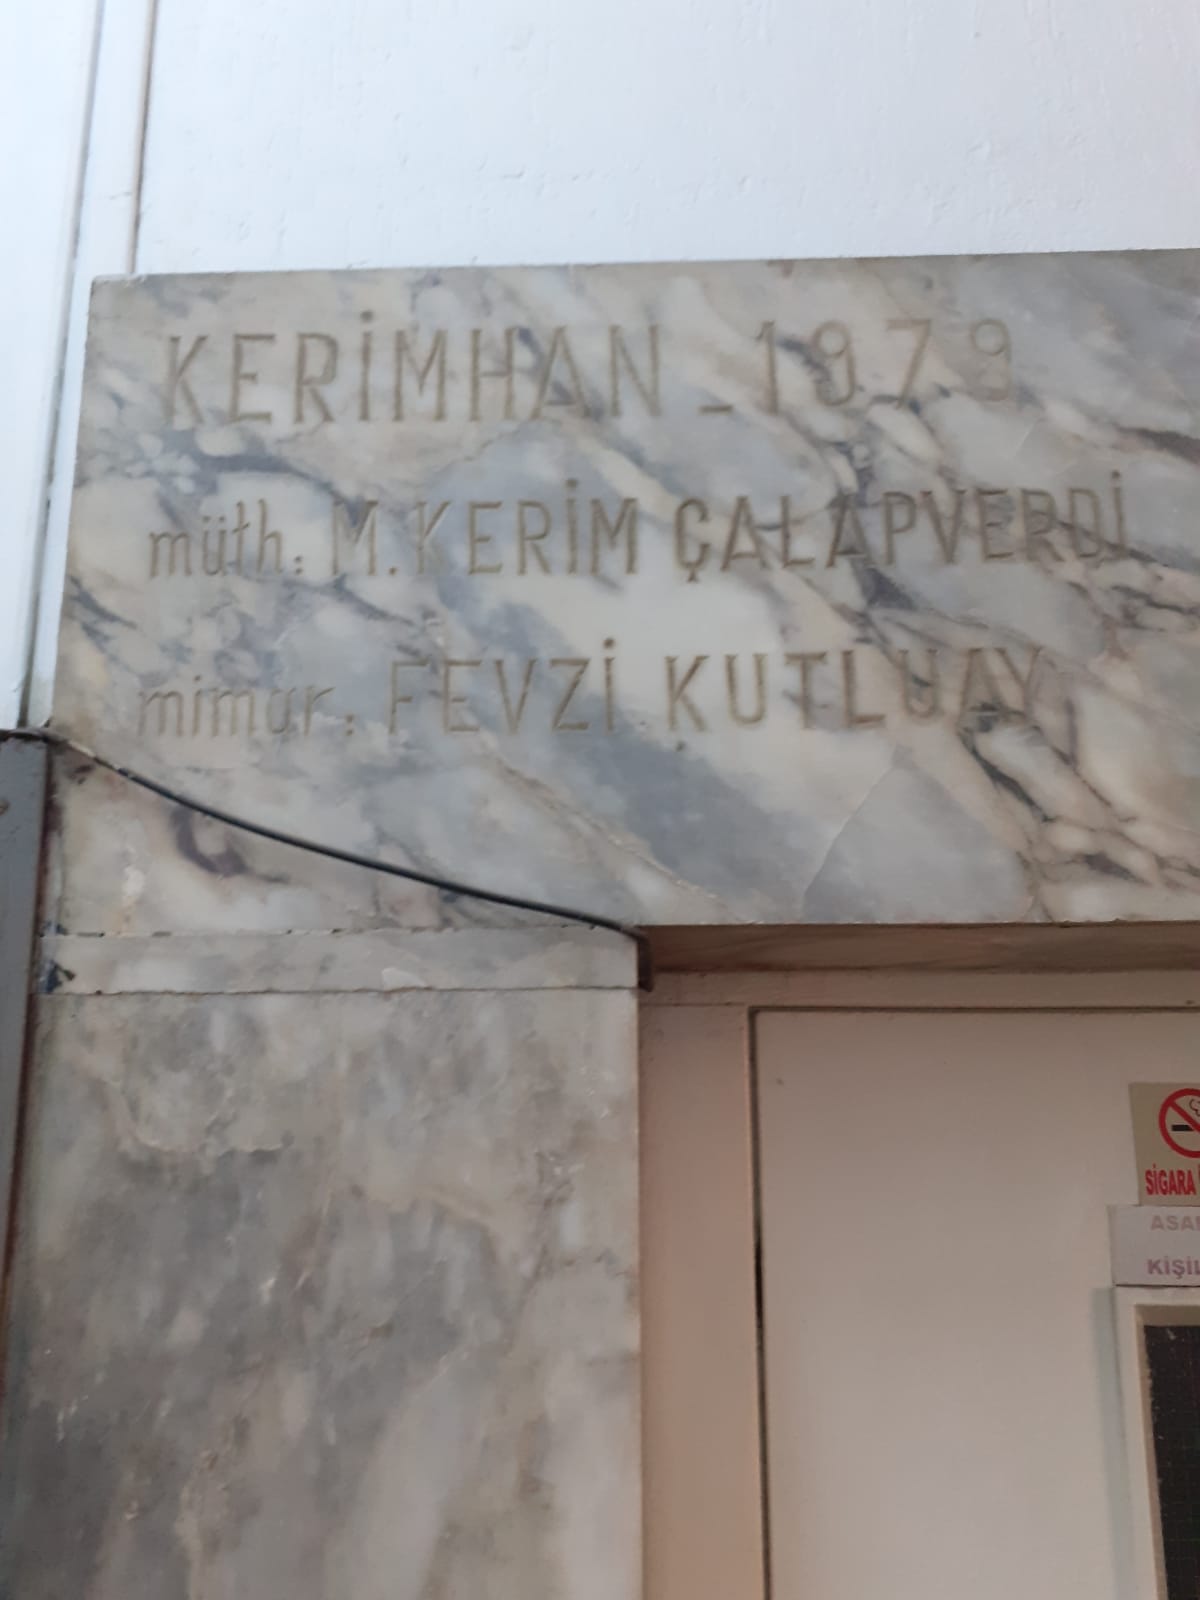 KERİMHAN - 1979
müth: M. KERİM ÇALAPVERDİ
mimar: FEVZİ KUTLUAY
SİGARA